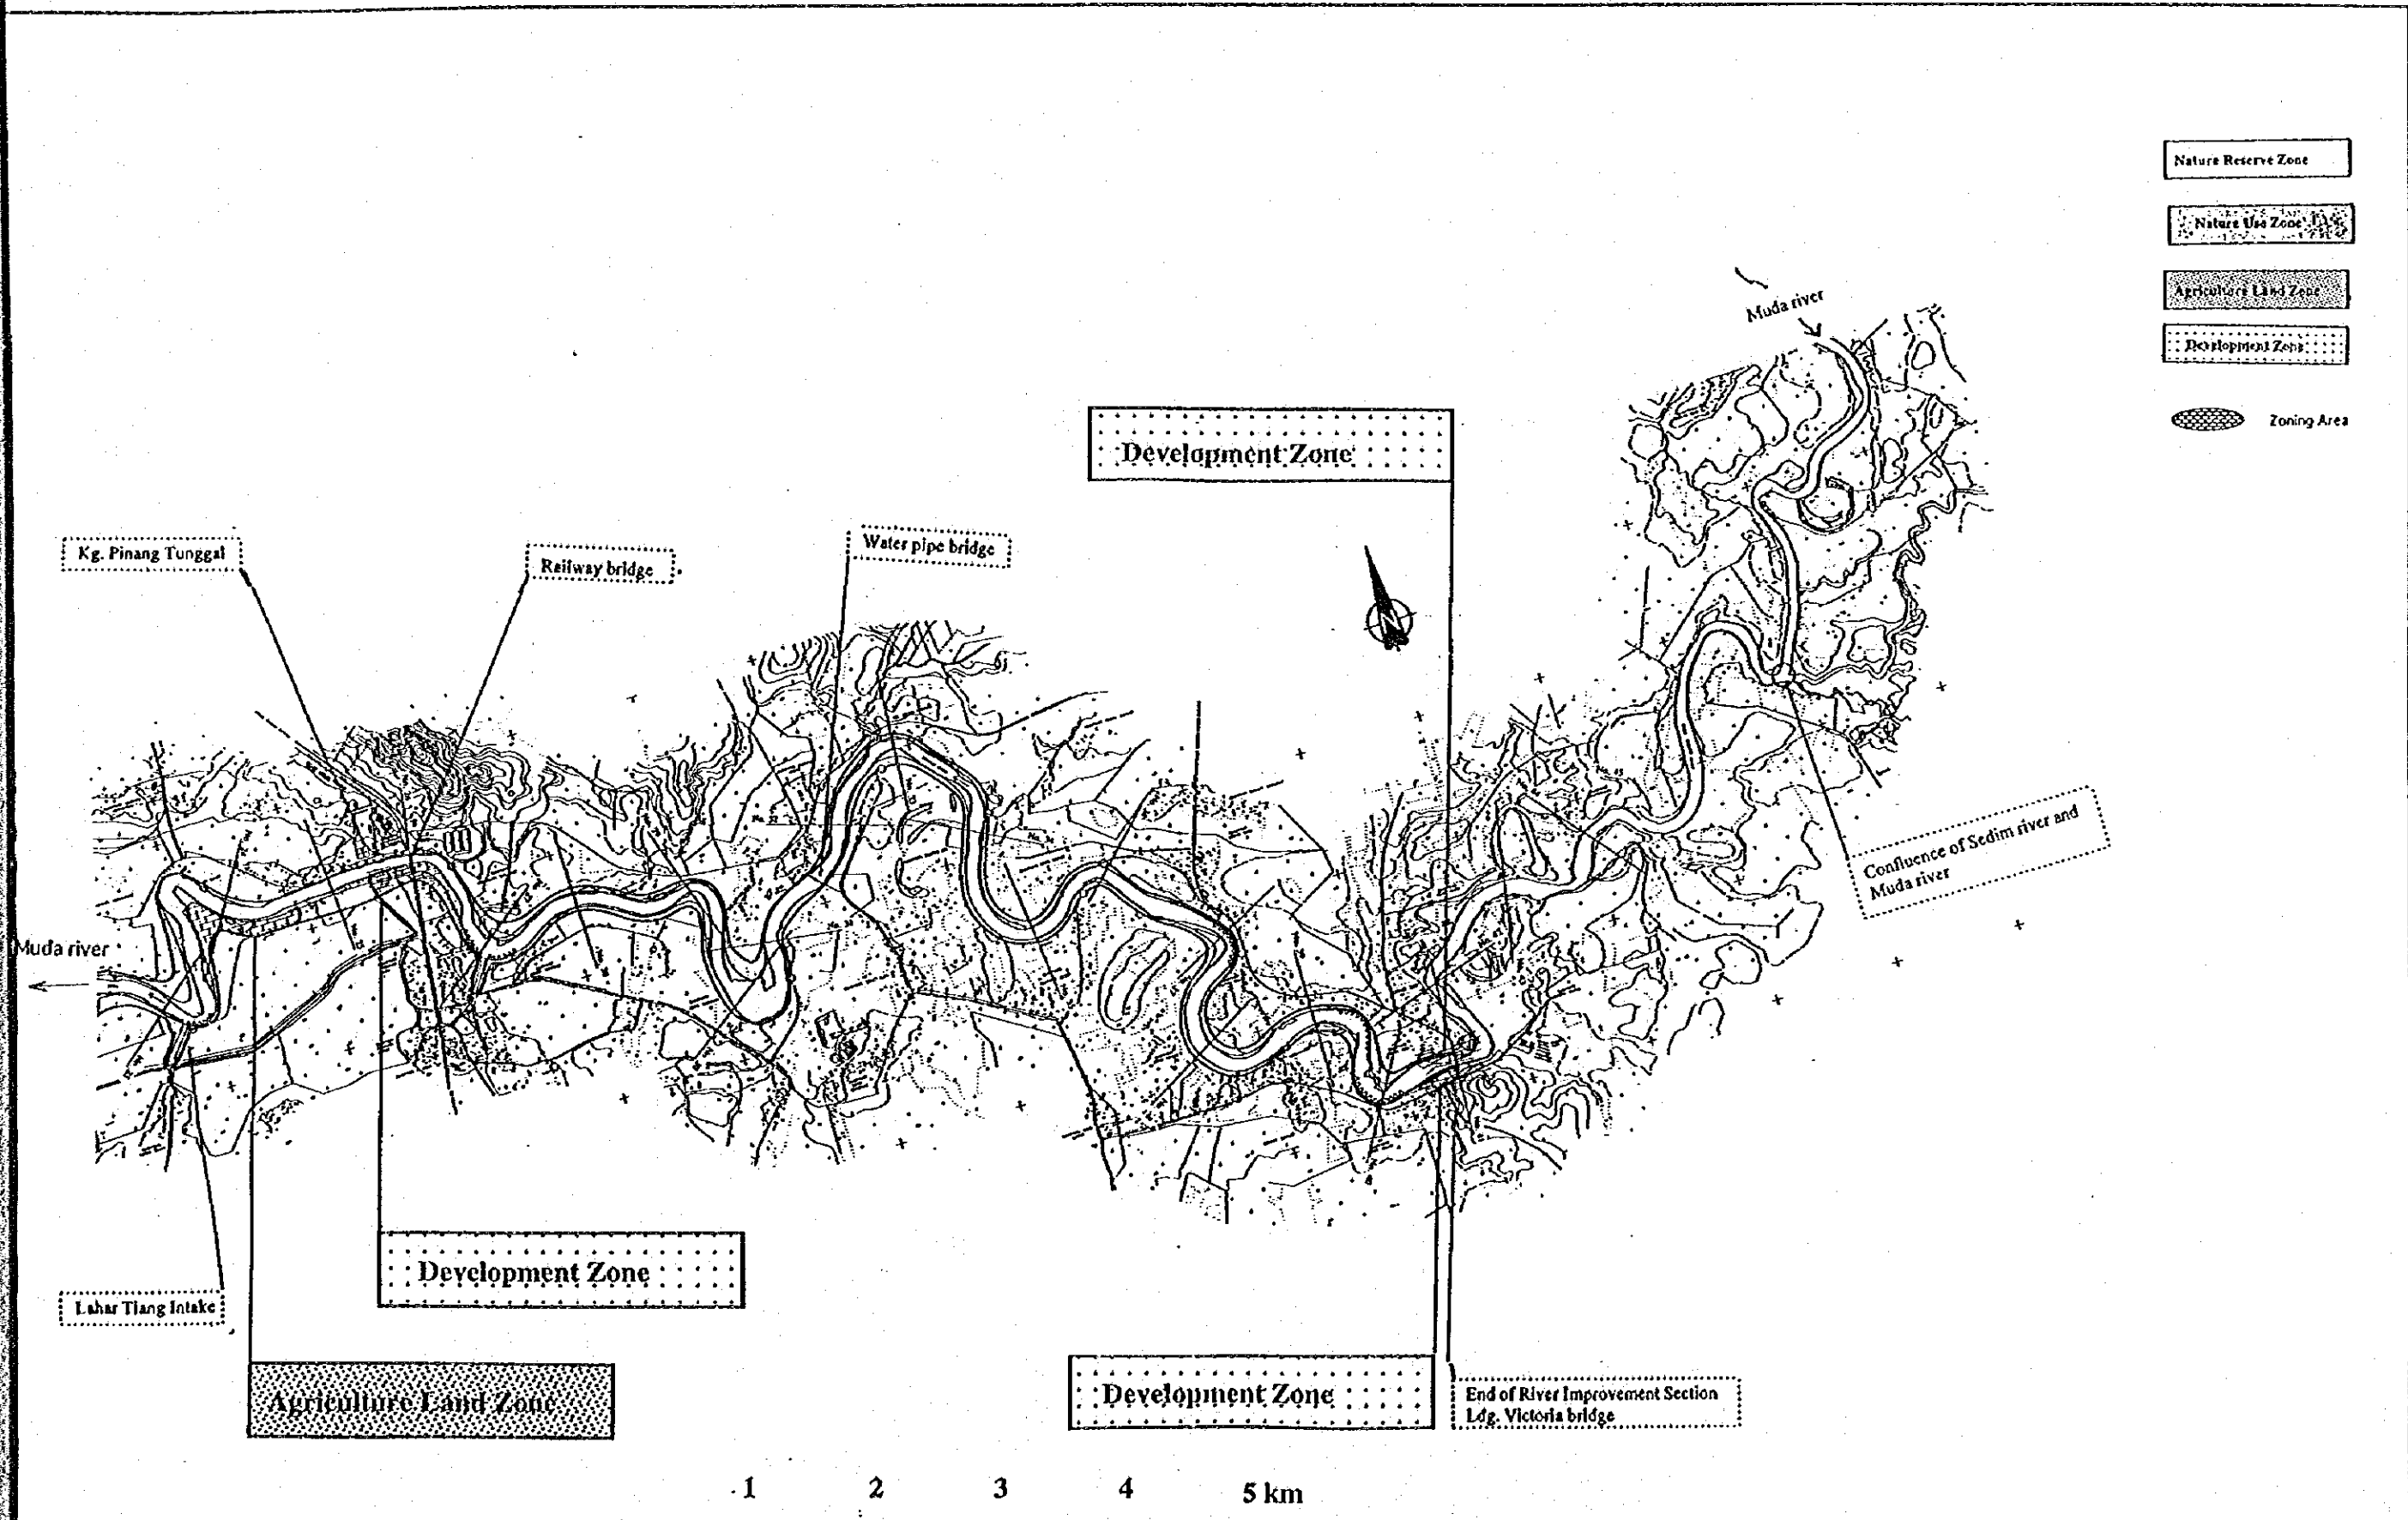 Nature Reserve Zone
Nature Use Zone
Agriculture Land Zone
Development Zone
Zoning Area
Muda river
Development Zone
Kg. Pinang Tunggal
Railway bridge
Water pipe bridge
N
Confluence of Sedim river and
Muda river
Muda river
Development Zone
Lahar Tiang Intake
Agriculture Land Zone
Development Zone
End of River Improvement Section
Ldg. Victoria bridge
1 2 3 4 5 km